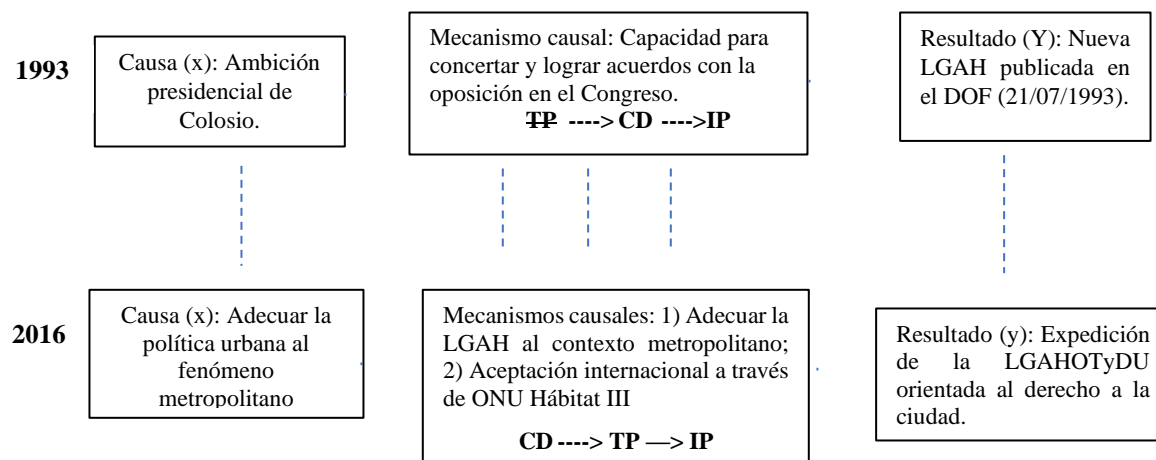 1993
Causa (x): Ambición
presidencial de
Colosio.
Mecanismo causal: Capacidad para
concertar y lograr acuerdos con la
oposición en el Congreso.
TP ----> CD ---->IP
Resultado (Y): Nueva
LGAH publicada en
el DOF (21/07/1993).
2016
Causa (x): Adecuar la
política urbana al
fenómeno
metropolitano
Mecanismos causales: 1) Adecuar la
LGAH al contexto metropolitano;
2) Aceptación internacional a través
de ONU Hábitat III
CD ----> TP —> IP
Resultado (y): Expedición
de la LGAHOTyDU
orientada al derecho a la
ciudad.